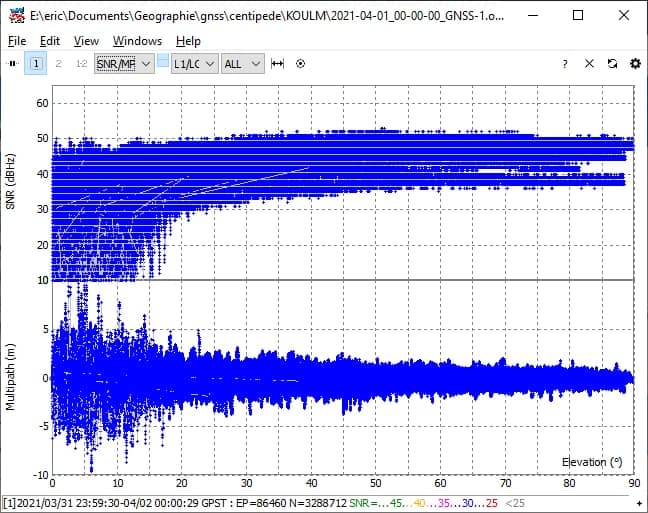 E:\eric\Documents\Geographie\gnss\centipede\KOULM\2021-04-01_00-00-00_GNSS-1.o...
File Edit View Windows Help
1 2 1-2 SNR/MP L1/LC ALL ?
60
50
40
30
20
10
SNR (dBHz)
5
0
-5
-10
Multipath (m)
Elevation (°)
0 10 20 30 40 50 60 70 80 90
[1]2021/03/31 23:59:30-04/02 00:00:29 GPST : EP=86460 N=3288712 SNR=...45...40...35...30...25 <25